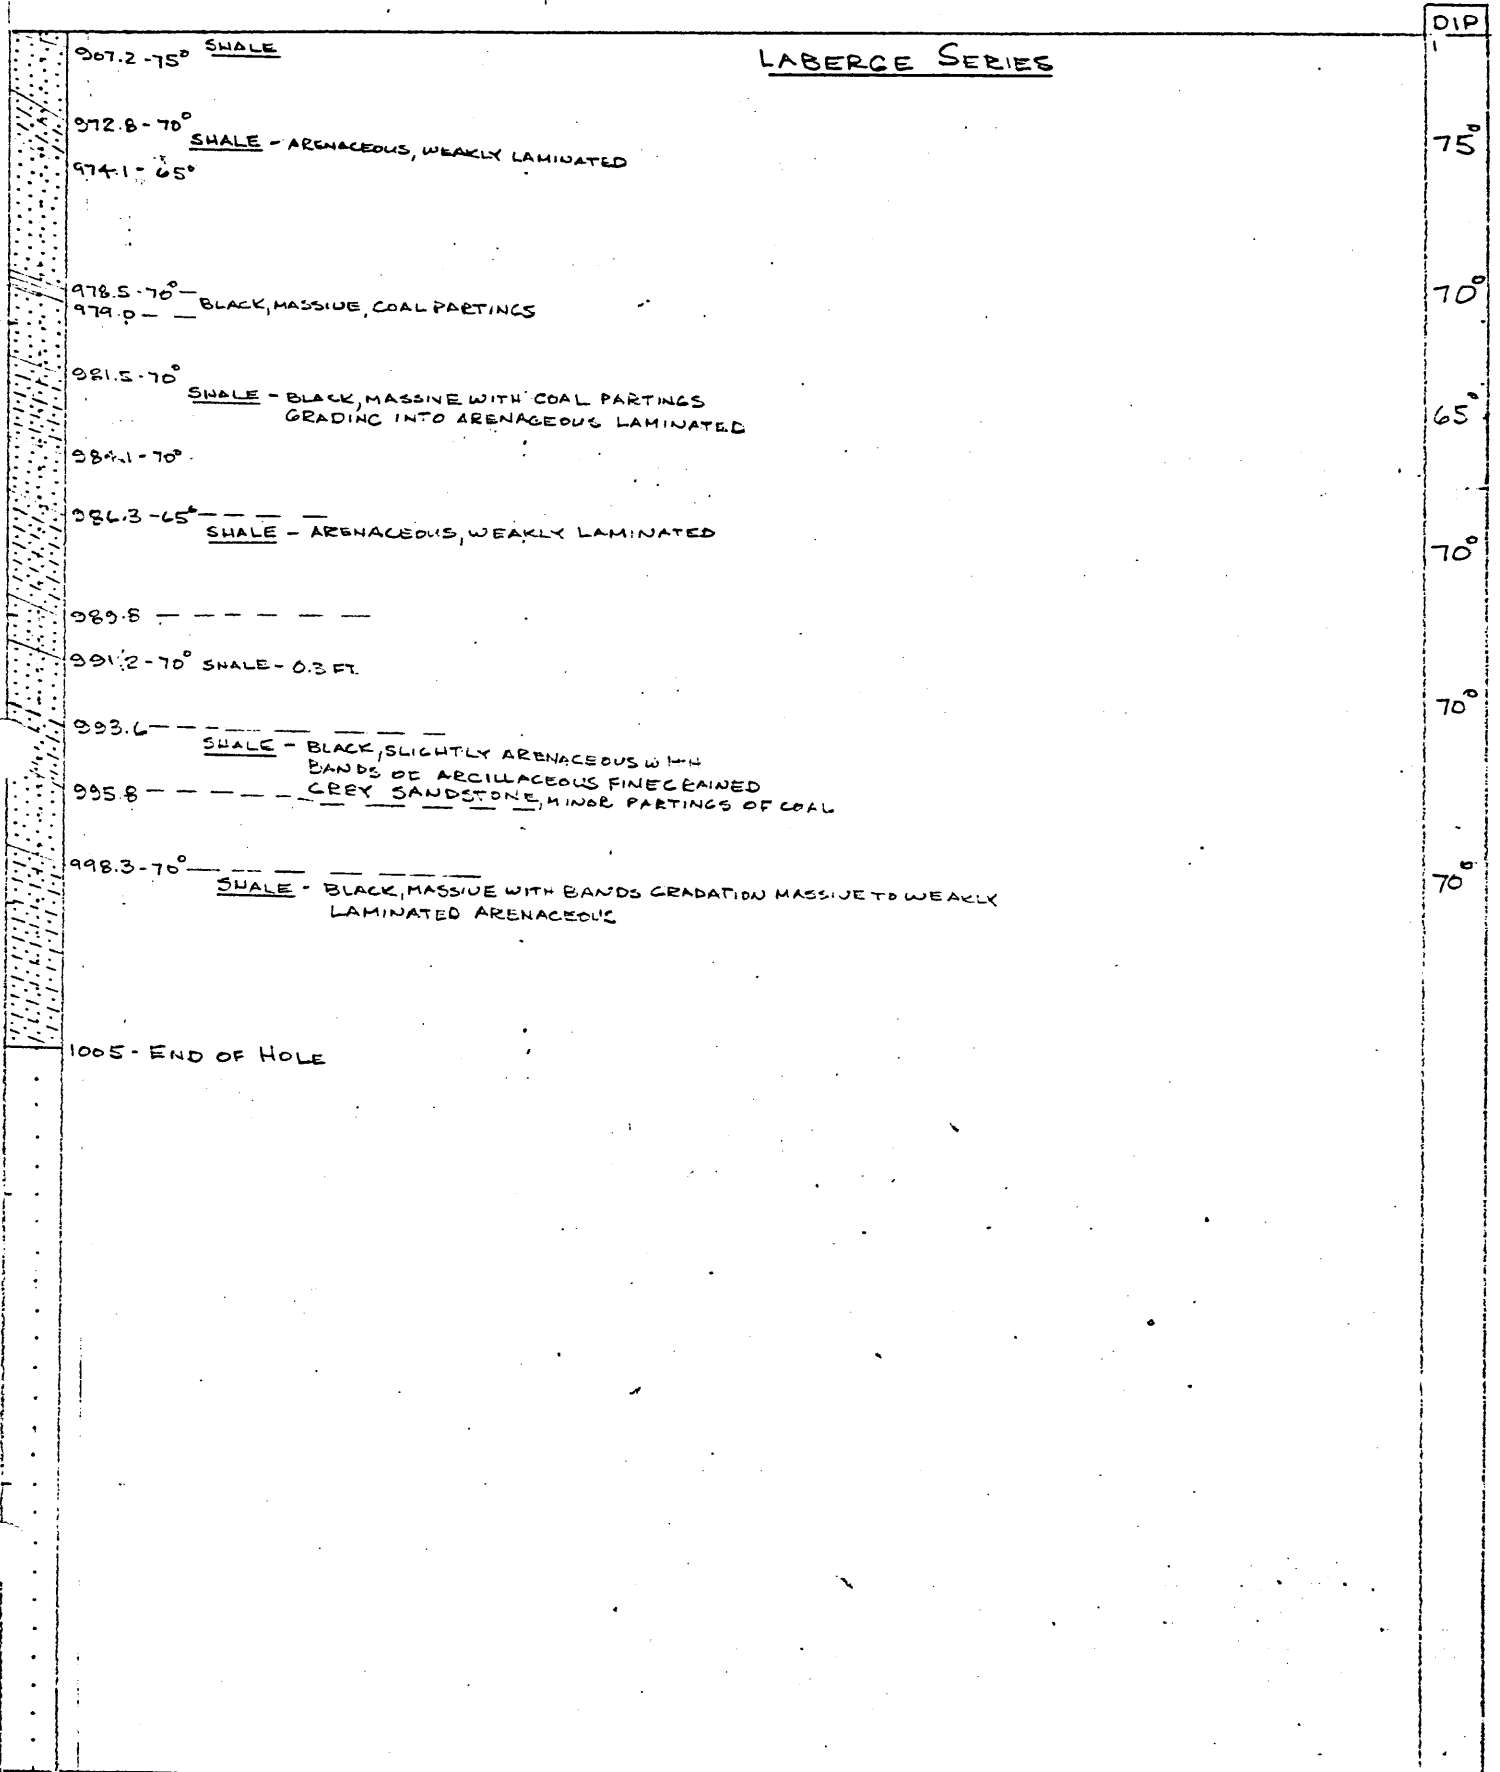 DIP
907.2-75° SHALE
LABERGE SERIES
972.8-70°
75°
SHALE - ARENACEOUS, WEAKLY LAMINATED
974.1-65°
978.5-70°
70°
979.0
BLACK, MASSIVE, COAL PARTINGS
981.5-70°
SHALE - BLACK, MASSIVE WITH COAL PARTINGS
65°
GRADING INTO ARENACEOUS LAMINATED
984.1-70°
986.3-65°
SHALE - ARENACEOUS, WEAKLY LAMINATED
70°
989.8
991.2-70° SHALE - 0.3 FT.
70°
993.6
SHALE - BLACK, SLIGHTLY ARENACEOUS WITH
BANDS OF ARGILLACEOUS FINE GRAINED
995.8
GREY SANDSTONE, MINOR PARTINGS OF COAL
998.3-70°
70°
SHALE - BLACK, MASSIVE WITH BANDS GRADATION MASSIVE TO WEAKLY
LAMINATED ARENACEOUS
1005 - END OF HOLE